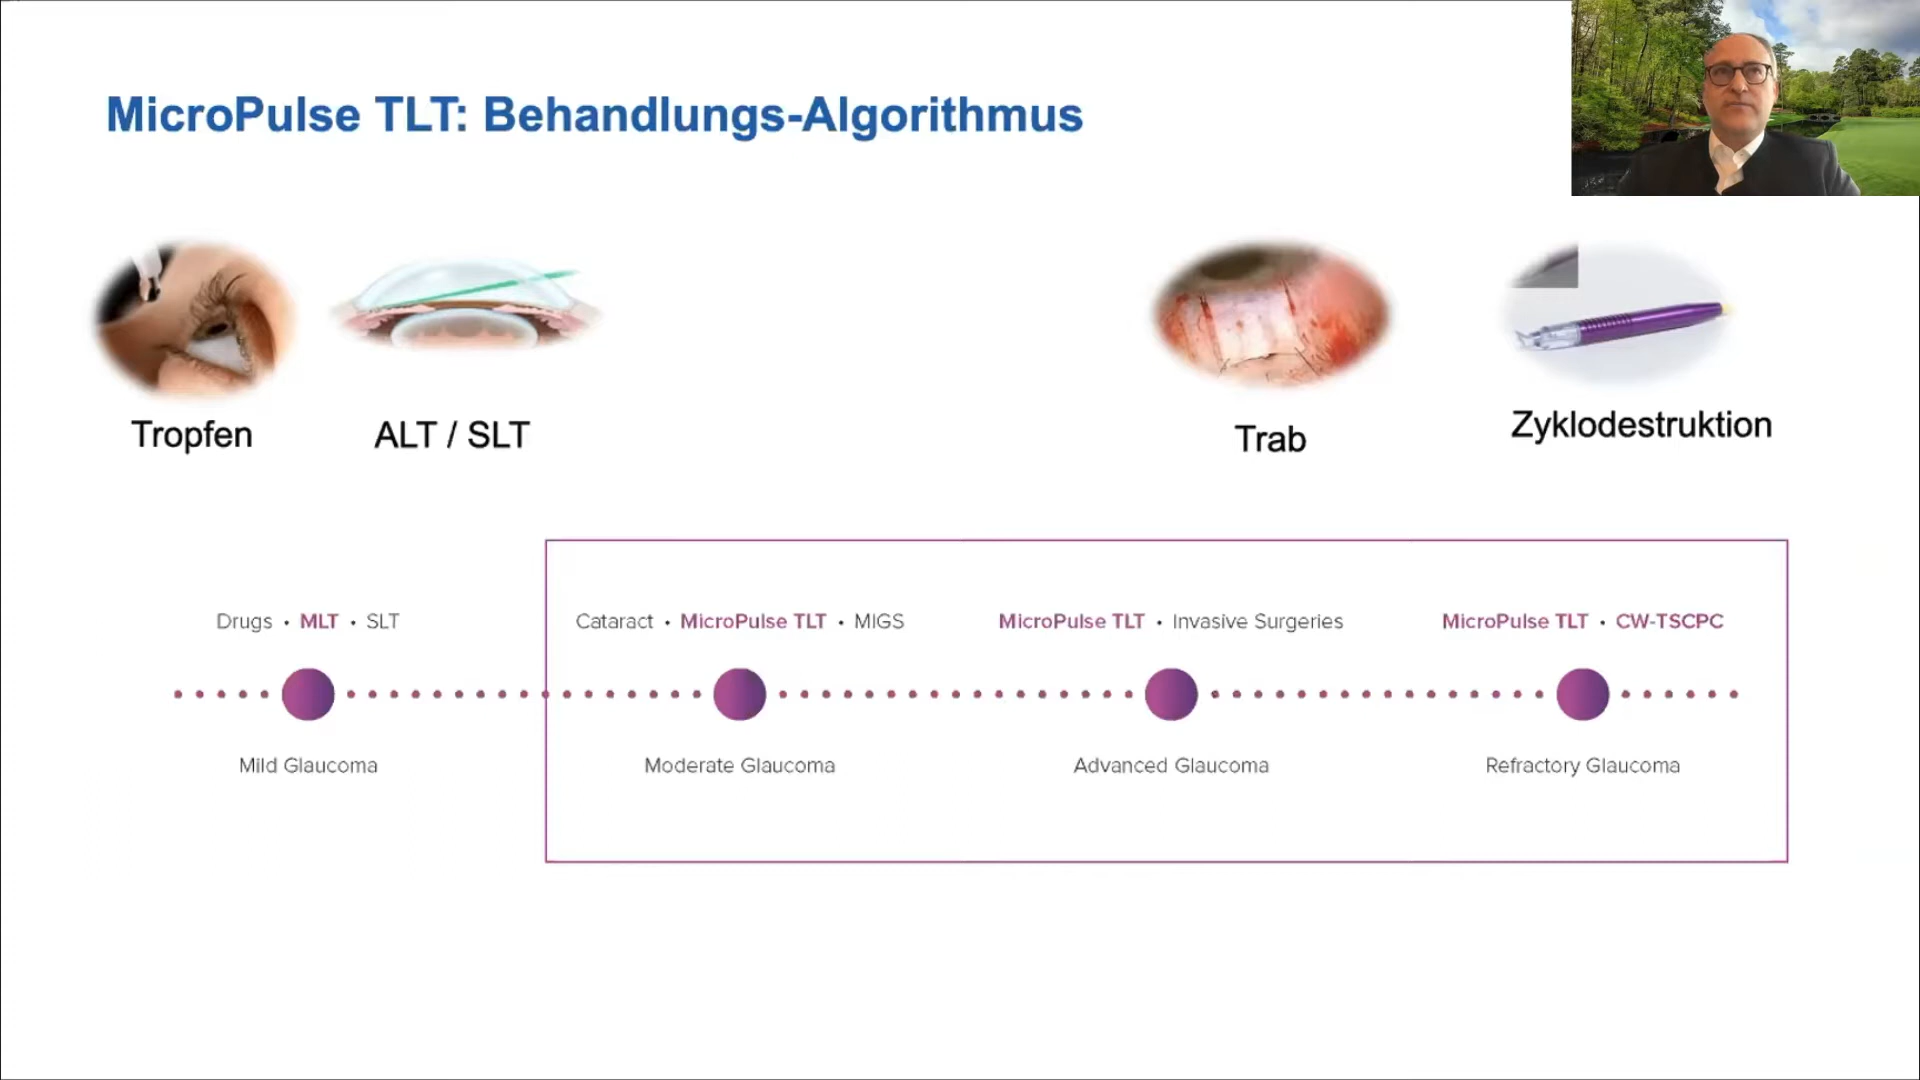 MicroPulse TLT: Behandlungs-Algorithmus
Tropfen
ALT / SLT
Trab
Zyklodestruktion
Drugs • MLT • SLT
Cataract • MicroPulse TLT • MIGS
MicroPulse TLT • Invasive Surgeries
MicroPulse TLT • CW-TSCPC
Mild Glaucoma
Moderate Glaucoma
Advanced Glaucoma
Refractory Glaucoma